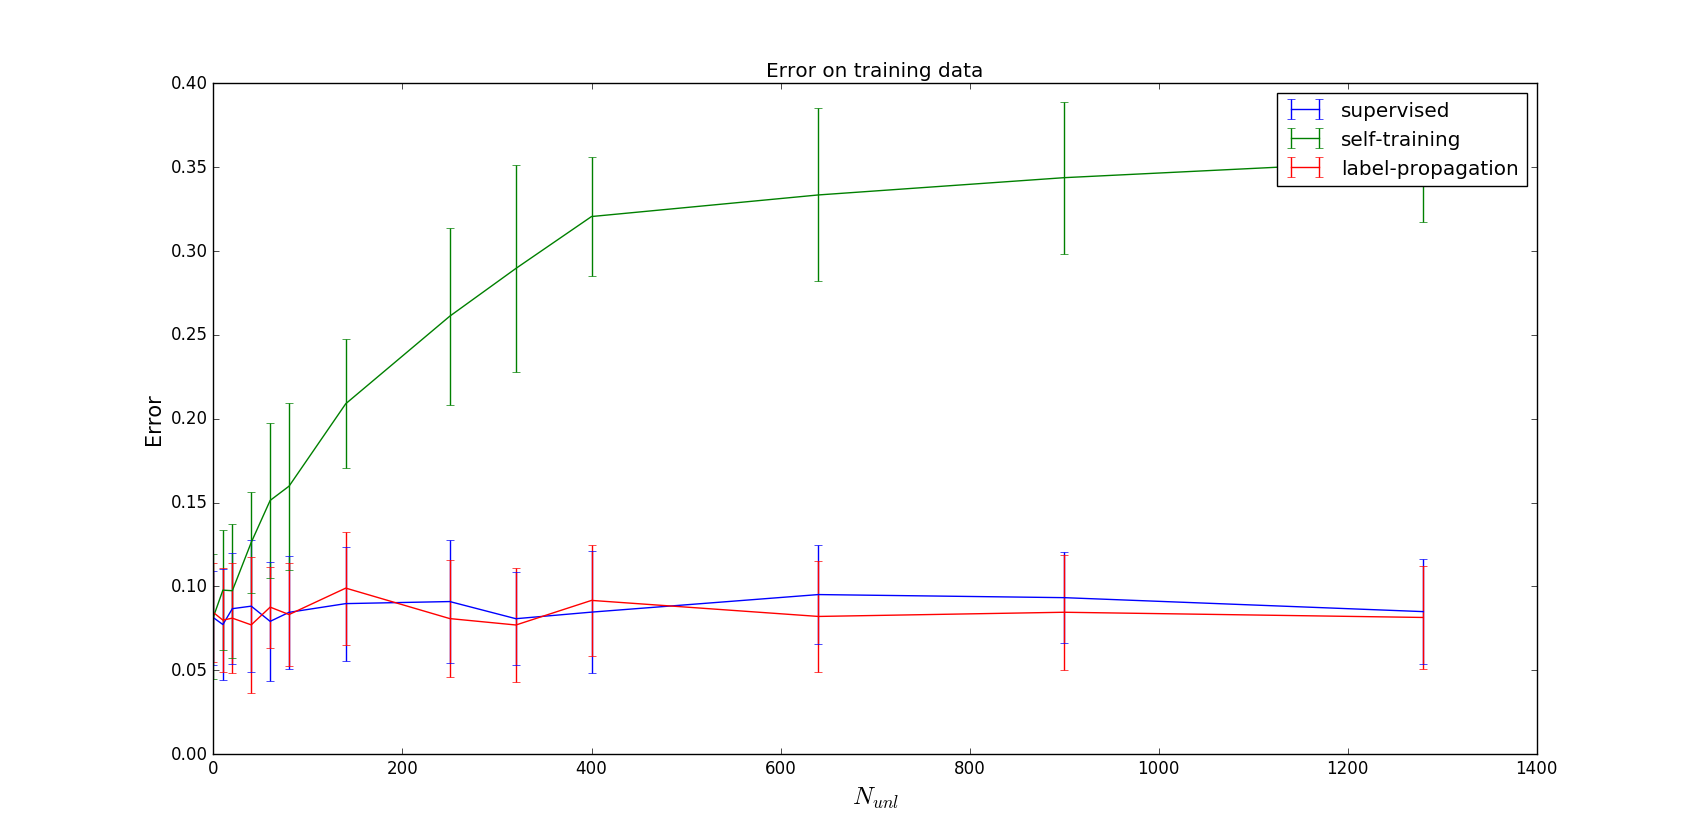 Error on training data
supervised
self-training
label-propagation
0.40
0.35
0.30
0.25
0.20
0.15
0.10
0.05
0.00
Error
0 200 400 600 800 1000 1200 1400
N_unl